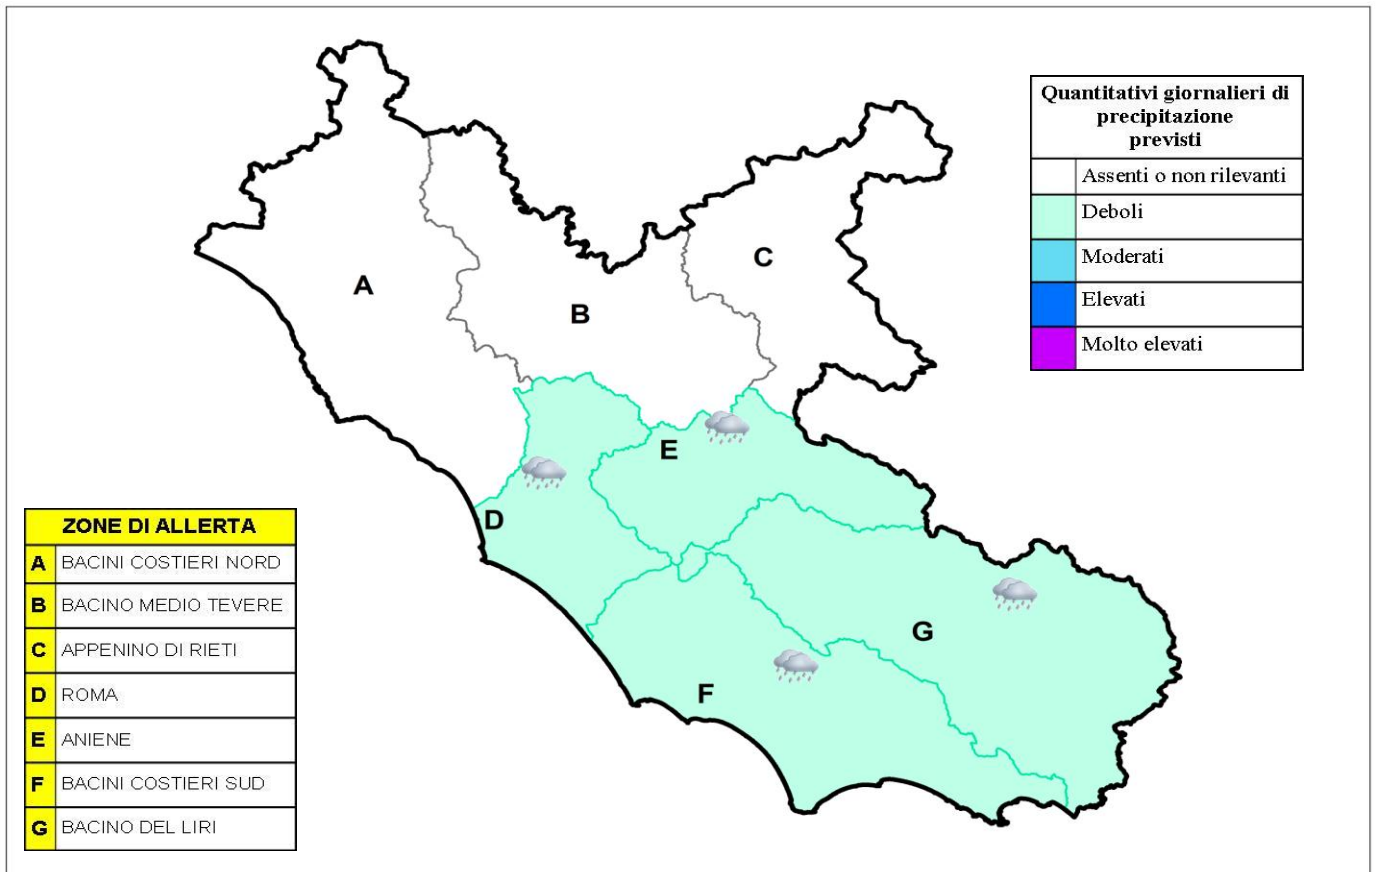 Quantitativi giornalieri di
precipitazione
previsti
Assenti o non rilevanti
Deboli
Moderati
Elevati
Molto elevati
A
B
C
E
D
G
F
ZONE DI ALLERTA
A BACINI COSTIERI NORD
B BACINO MEDIO TEVERE
C APPENINO DI RIETI
D ROMA
E ANIENE
F BACINI COSTIERI SUD
G BACINO DEL LIRI